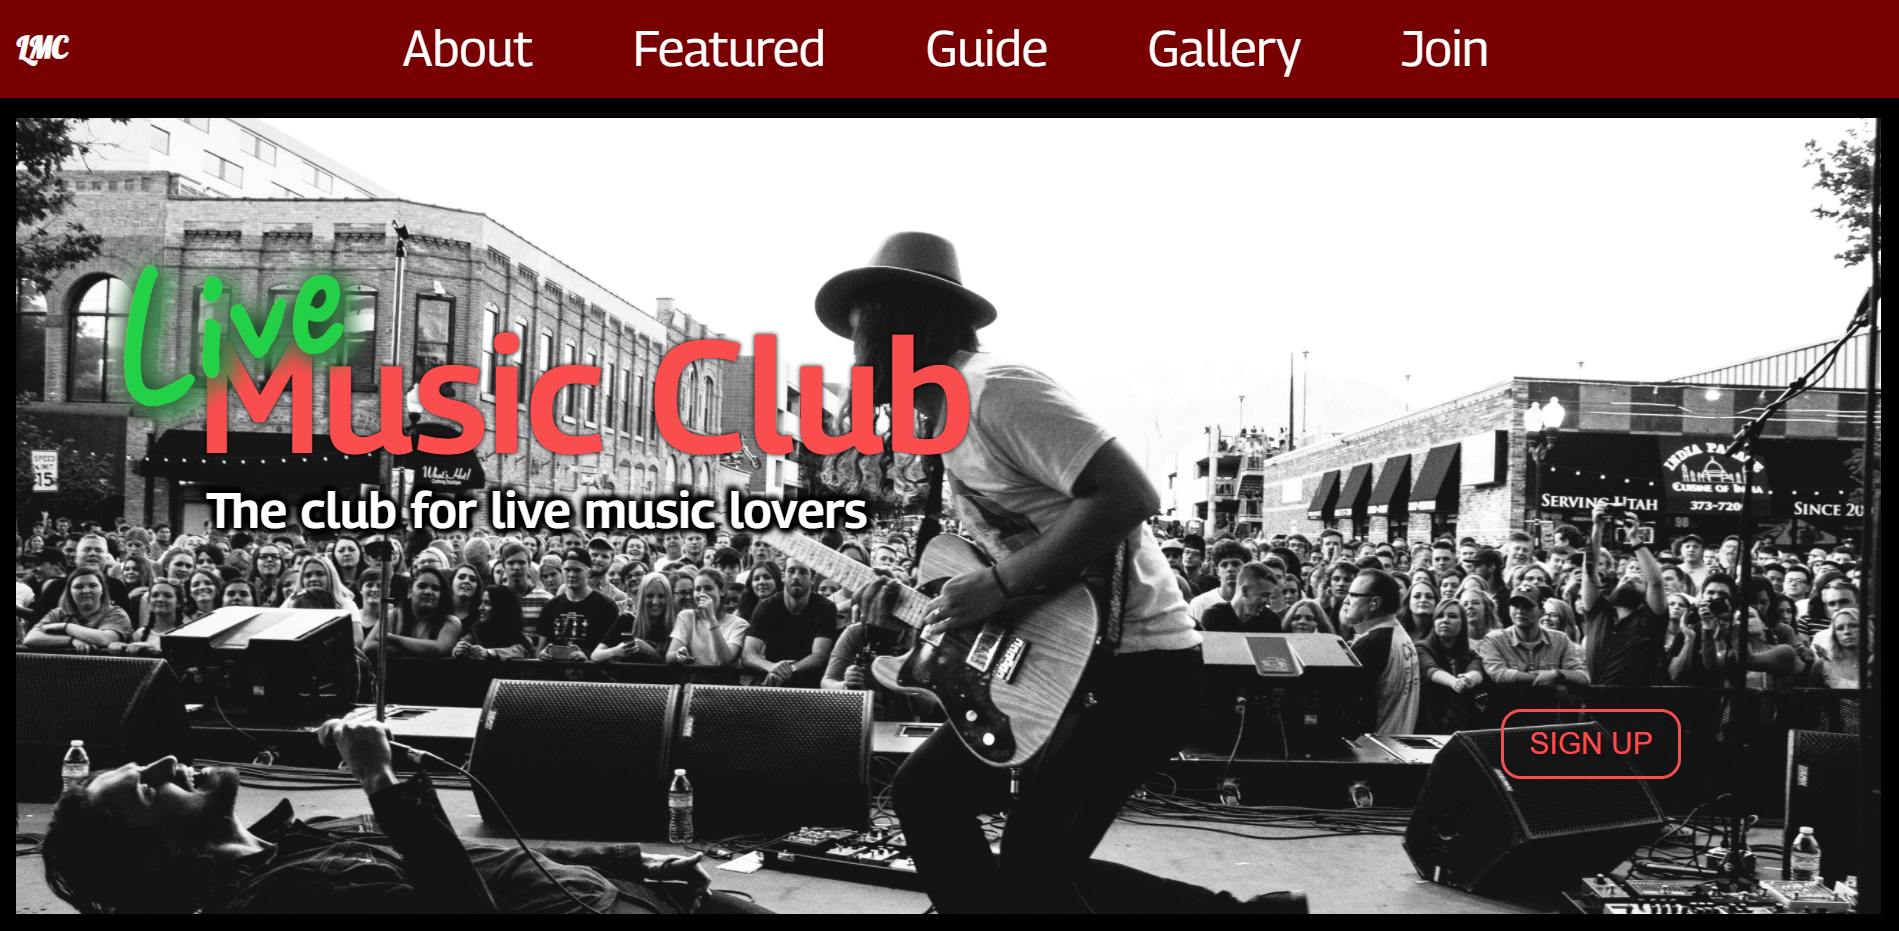 LMC
About Featured Guide Gallery Join
Live
Music Club
The club for live music lovers
SPEED
LIMIT
15
What's Hot!
INDIA PALACE
CUISINE OF INDIA
SERVING UTAH
373-720
98
SINCE 20
SIGN UP